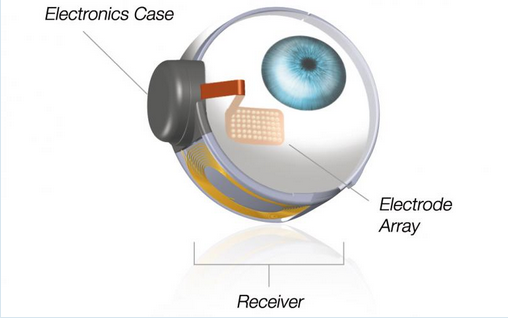 Electronics Case
Electrode
Array
Receiver